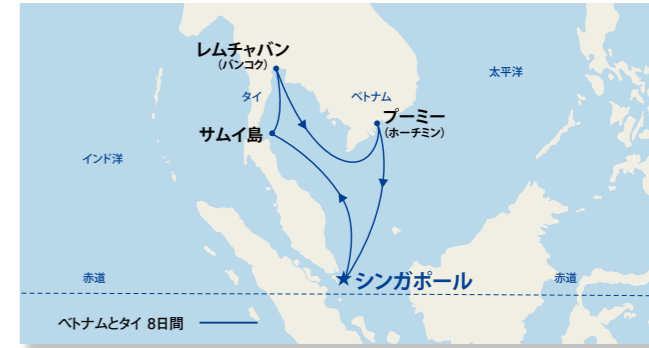 レムチャバン
（バンコク）
太平洋
タイ
ベトナム
プーミー
（ホーチミン）
サムイ島
インド洋
赤道
シンガポール
赤道
ベトナムとタイ 8日間